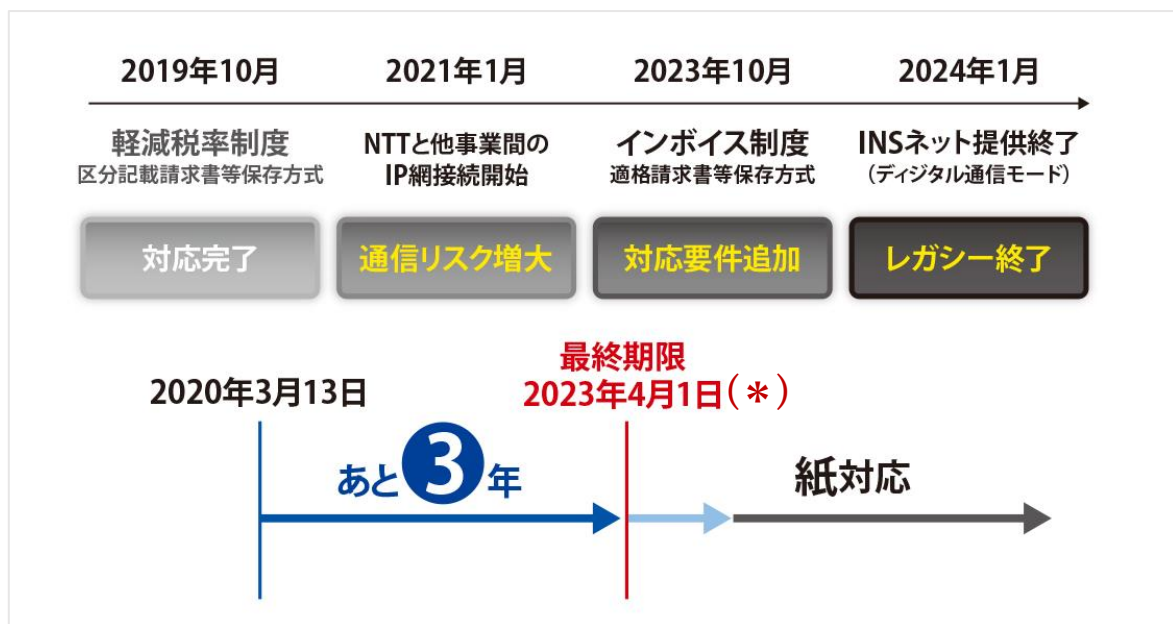 2019年10月
2021年1月
2023年10月
2024年1月
軽減税率制度
区分記載請求書等保存方式
NTTと他事業間の
IP網接続開始
インボイス制度
適格請求書等保存方式
INSネット提供終了
(ディジタル通信モード)
対応完了
通信リスク増大
対応要件追加
レガシー終了
最終期限
2020年3月13日
2023年4月1日(*)
あと3年
紙対応